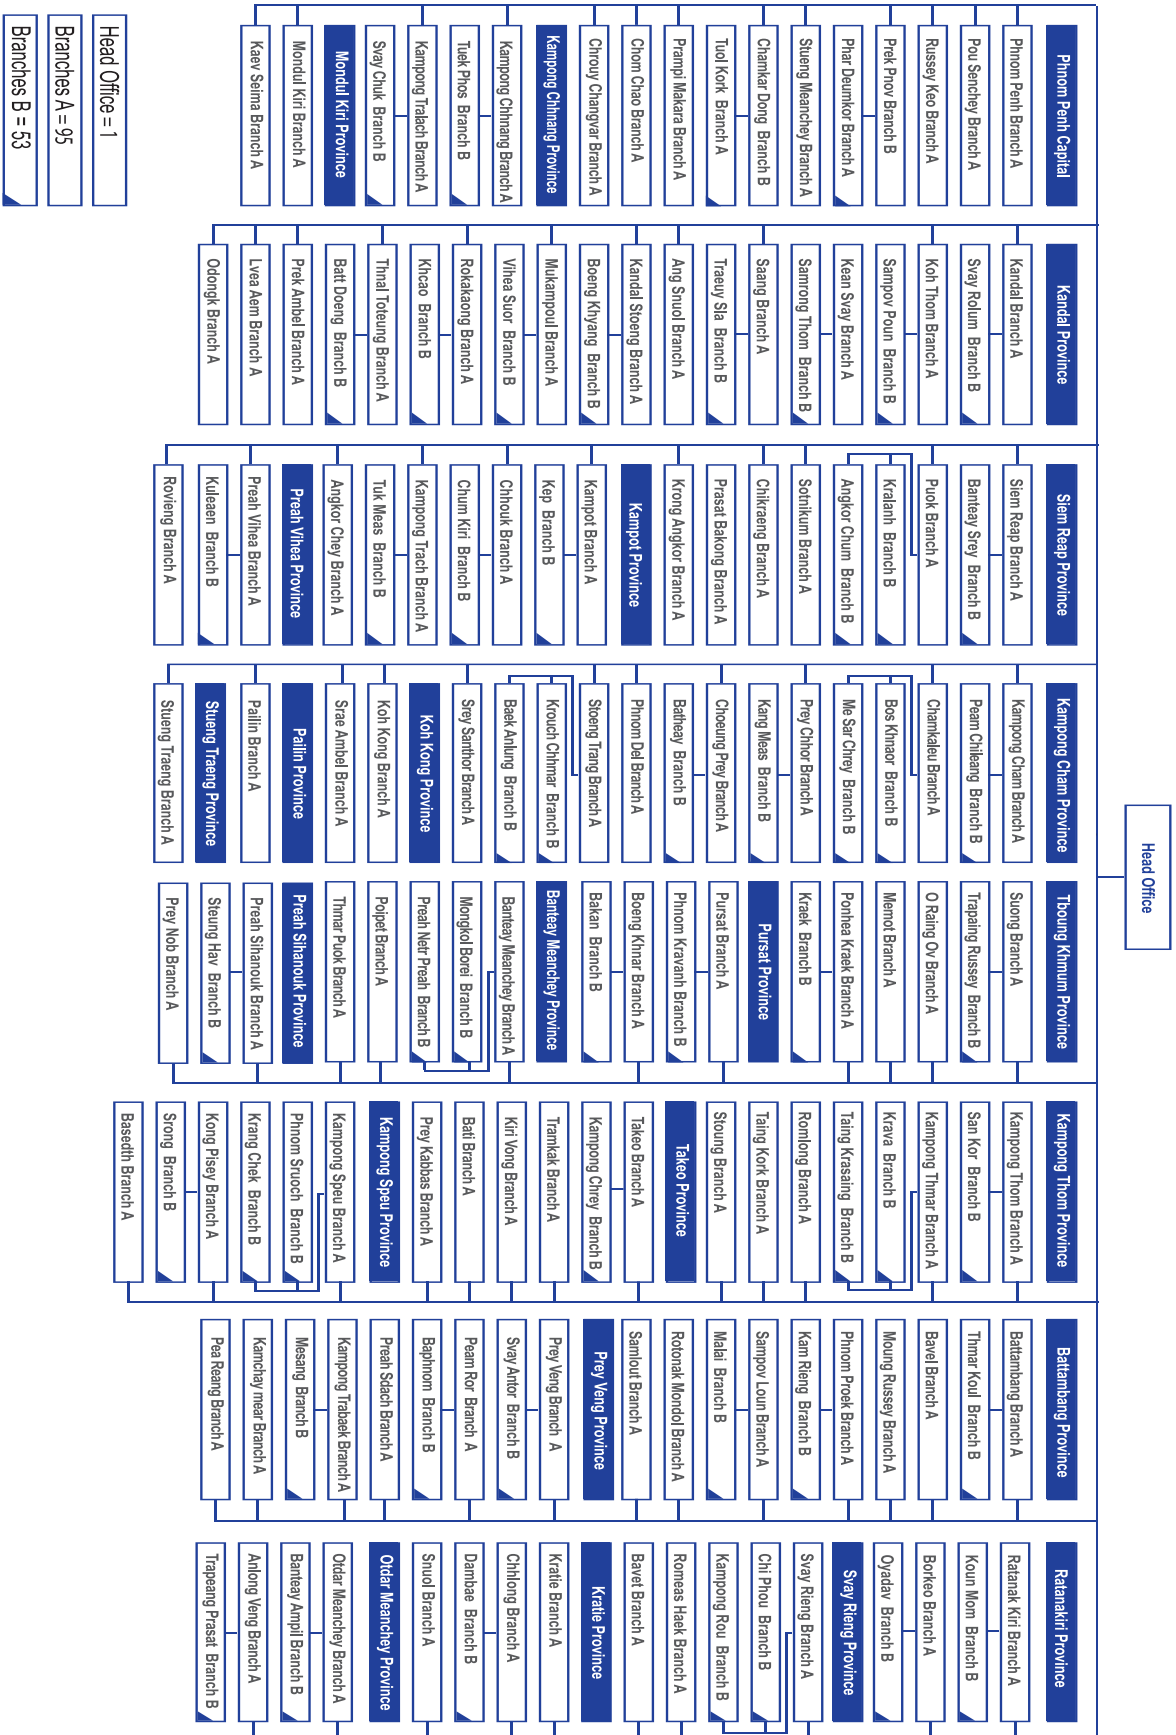 Head Office
Phnom Penh Capital
Phnom Penh Branch A
Pou Senchey Branch A
Russey Keo Branch A
Prek Pnov Branch B
Phar Deumkor Branch A
Stueng Meanchey Branch A
Chamkar Dong Branch B
Tuol Kork Branch A
Prampi Makara Branch A
Chom Chao Branch A
Chrouy Changvar Branch A
Kampong Chhnang Province
Kampong Chhnang Branch A
Tuek Phos Branch B
Kampong Tralach Branch A
Svay Chuk Branch B
Mondul Kiri Province
Mondul Kiri Branch A
Kaev Seima Branch A
Kandal Province
Kandal Branch A
Svay Rolum Branch B
Koh Thom Branch A
Sampov Poun Branch B
Kean Svay Branch A
Samrong Thom Branch B
Saang Kranch A
Traeuy Sla Branch B
Ang Snuol Branch A
Kandal Stoeng Branch A
Boeng Khyang Branch B
Mukampoul Branch A
Vihea Suor Branch B
Rokakaong Branch A
Khcao Branch B
Thnal Toteung Branch A
Batt Doeng Branch B
Prek Ambel Branch A
Lvea Aem Branch A
Odongk Branch A
Siem Reap Province
Siem Reap Branch A
Banteay Srey Branch B
Puok Branch A
Kralanh Branch B
Angkor Chum Branch B
Sotnikum Branch A
Chikraeng Branch A
Prasat Bakong Branch A
Krong Angkor Branch A
Kampot Province
Kampot Branch A
Kep Branch B
Chhouk Branch A
Chum Kiri Branch B
Kampong Trach Branch A
Tuk Meas Branch B
Angkor Chey Branch A
Preah Vihea Province
Preah Vihea Branch A
Kuleaen Branch B
Rovieng Branch A
Kampong Cham Province
Kampong Cham Branch A
Peam Chileang Branch B
Chamkaleu Branch A
Bos Khnaor Branch B
Me Sar Chrey Branch B
Prey Chhor Branch A
Kang Meas Branch B
Choeung Prey Branch A
Batheay Branch B
Phnom Del Branch A
Stoeng Trang Branch A
Krouch Chhmar Branch B
Baek Anlung Branch B
Srey Santhor Branch A
Koh Kong Province
Koh Kong Branch A
Srae Ambel Branch A
Pailin Province
Pailin Branch A
Stueng Traeng Province
Stueng Traeng Branch A
Tboung Khmum Province
Suong Branch A
Trapaing Russey Branch B
O Raing Ov Branch A
Memot Branch A
Ponhea Kraek Branch A
Kraek Branch B
Pursat Province
Pursat Branch A
Phnom Kravanh Branch B
Boeng Khnar Branch A
Bakan Branch B
Banteay Meanchey Province
Banteay Meanchey Branch A
Mongkol Borei Branch B
Preah Netr Preah Branch B
Poipet Branch A
Thmar Puok Branch A
Preah Sihanouk Province
Preah Sihanouk Branch A
Steung Hav Branch B
Prey Nob Branch A
Kampong Thom Province
Kampong Thom Branch A
San Kor Branch B
Kampong Thmar Branch A
Krava Branch B
Taing Krasaing Branch B
Romlong Branch A
Taing Kork Branch A
Stoung Branch A
Takeo Province
Takeo Branch A
Kampong Chrey Branch B
Tramkak Branch A
Kiri Vong Branch A
Bati Branch A
Prey Kabbas Branch A
Kampong Speu Province
Kampong Speu Branch A
Phnom Sruoch Branch B
Krang Chek Branch B
Kong Pisey Branch A
Srong Branch B
Basedth Branch A
Battambang Province
Battambang Branch A
Thmar Koul Branch B
Bavel Branch A
Moung Russey Branch A
Phnom Proek Branch A
Kam Rieng Branch B
Sampov Loun Branch A
Malai Branch B
Rotonak Mondol Branch A
Samlout Branch A
Prey Veng Province
Prey Veng Branch A
Svay Antor Branch B
Peam Ror Branch A
Baphnom Branch B
Preah Sdach Branch A
Kampong Trabaek Branch A
Mesang Branch B
Kamchay mear Branch A
Pea Reang Branch A
Ratanakiri Province
Ratanak Kiri Branch A
Koun Mom Branch B
Borkeo Branch A
Oyadav Branch B
Svay Rieng Province
Svay Rieng Branch A
Chi Phou Branch B
Kampong Rou Branch B
Romeas Haek Branch A
Bavet Branch A
Kratie Province
Kratie Branch A
Chhlong Branch A
Dambae Branch B
Snuol Branch A
Otdar Meanchey Province
Otdar Meanchey Branch A
Banteay Ampil Branch B
Anlong Veng Branch A
Trapeang Prasat Branch B
Head Office = 1
Branches A = 95
Branches B = 53